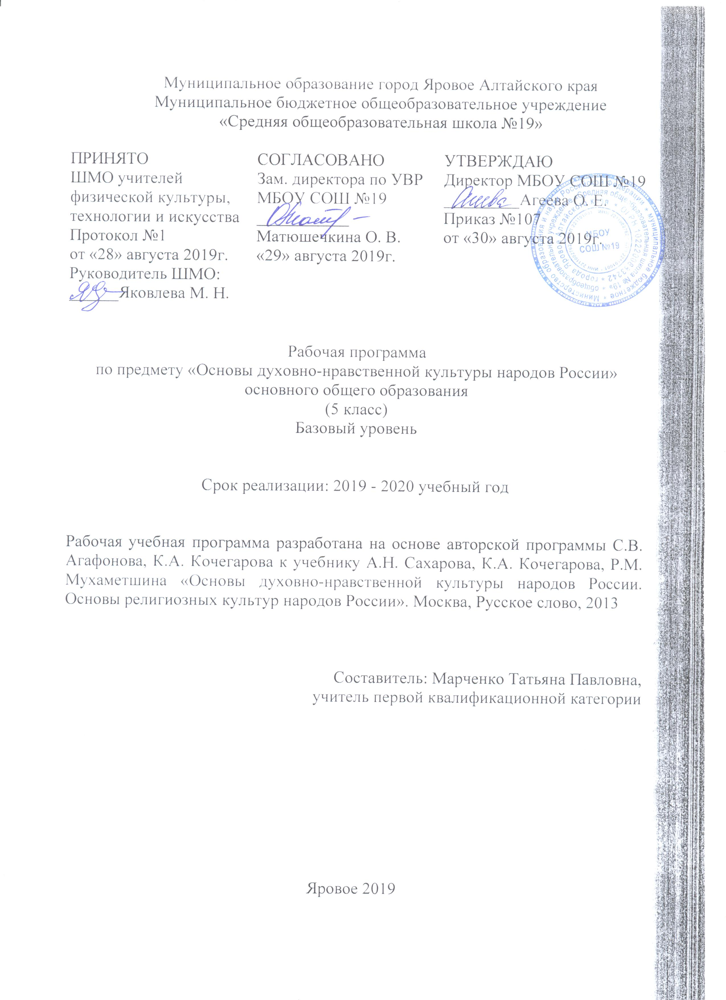 Муниципальное образование город Яровое Алтайского края
Муниципальное бюджетное общеобразовательное учреждение
«Средняя общеобразовательная школа №19»
ПРИНЯТО
ШМО учителей
физической культуры,
технологии и искусства
Протокол №1
от «28» августа 2019г.
Руководитель ШМО:
Яковлева М. Н.
СОГЛАСОВАНО
Зам. директора по УВР
МБОУ СОШ №19
Матюшечкина О. В.
«29» августа 2019г.
УТВЕРЖДАЮ
Директор МБОУ СОШ №19
Агеева О. Е.
Приказ №107
от «30» августа 2019г.
МБОУ
СОШ №19
Рабочая программа
по предмету «Основы духовно-нравственной культуры народов России»
основного общего образования
(5 класс)
Базовый уровень
Срок реализации: 2019 - 2020 учебный год
Рабочая учебная программа разработана на основе авторской программы С.В.
Агафонова, К.А. Кочегарова к учебнику А.Н. Сахарова, К.А. Кочегарова, Р.М.
Мухаметшина «Основы духовно-нравственной культуры народов России.
Основы религиозных культур народов России». Москва, Русское слово, 2013
Составитель: Марченко Татьяна Павловна,
учитель первой квалификационной категории
Яровое 2019